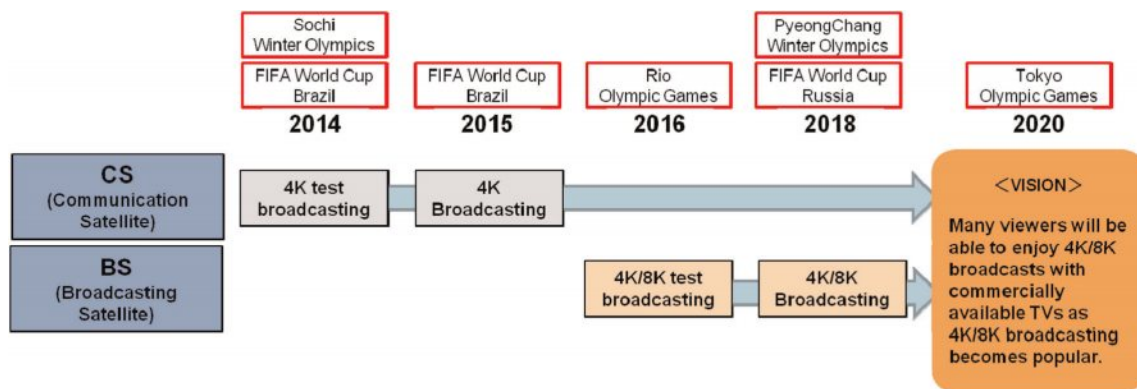 Sochi
Winter Olympics
PyeongChang
Winter Olympics
FIFA World Cup
Brazil
FIFA World Cup
Brazil
Rio
Olympic Games
FIFA World Cup
Russia
Tokyo
Olympic Games
2014
2015
2016
2018
2020
CS
(Communication
Satellite)
4K test
broadcasting
4K
Broadcasting
BS
(Broadcasting
Satellite)
4K/8K test
broadcasting
4K/8K
Broadcasting
<VISION>
Many viewers will be
able to enjoy 4K/8K
broadcasts with
commercially
available TVs as
4K/8K broadcasting
becomes popular.